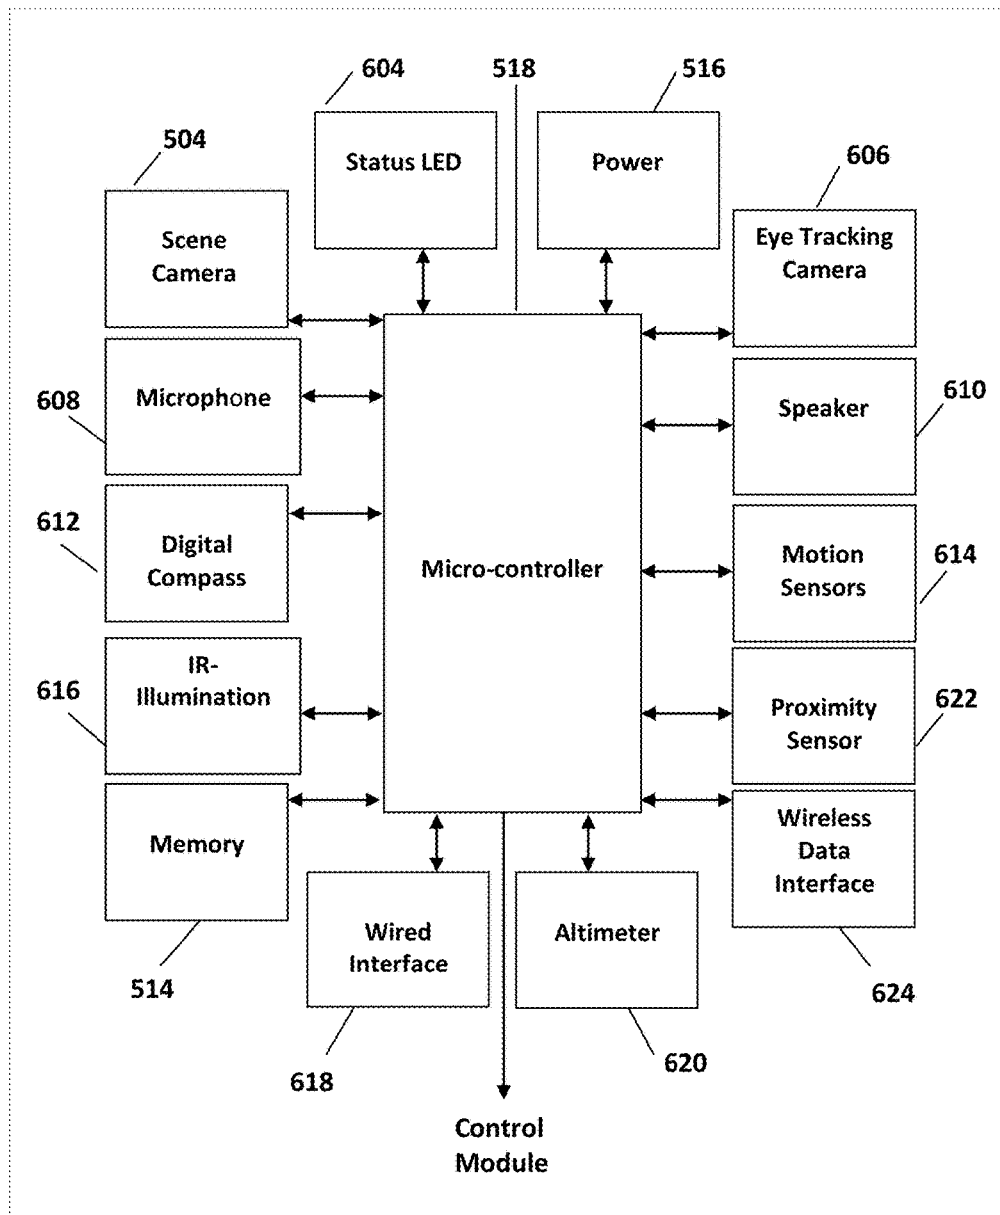 604
518
516
504
606
Status LED
Power
Scene
Camera
Eye Tracking
Camera
608
Microphone
Speaker
610
612
Digital
Compass
Micro-controller
Motion
Sensors
614
616
IR-
Illumination
Proximity
Sensor
622
Memory
Wireless
Data
Interface
514
Wired
Interface
Altimeter
624
618
620
Control
Module